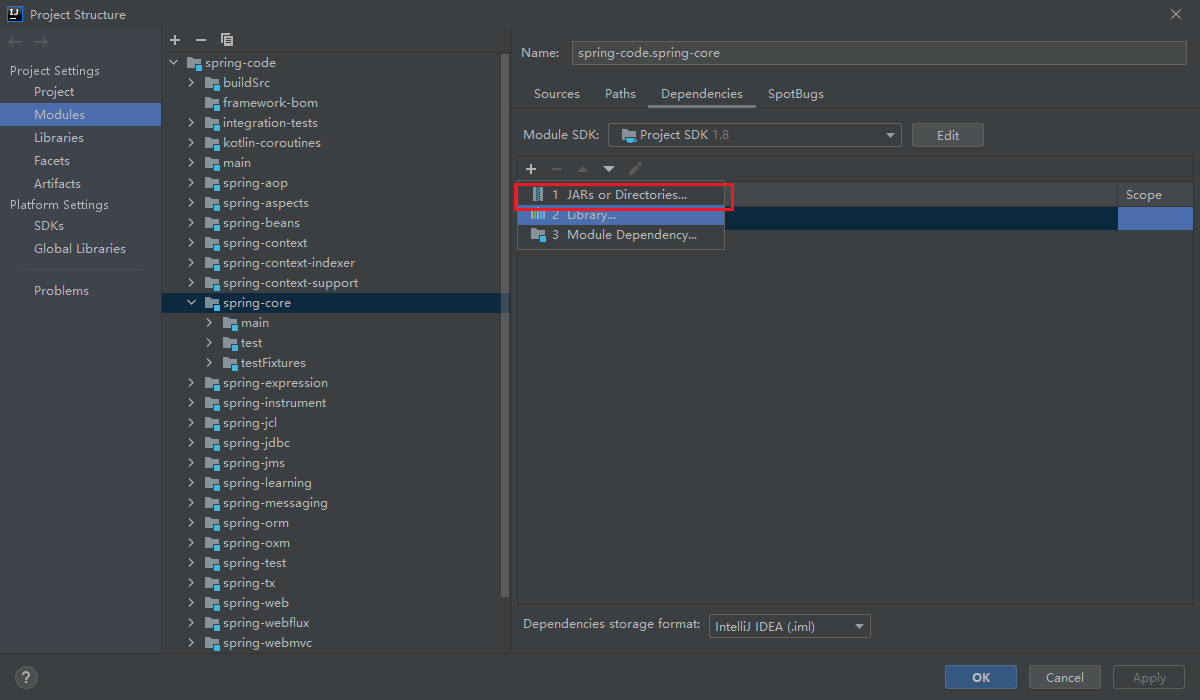 Project Structure
Project Settings
Project
Modules
Libraries
Facets
Artifacts
Platform Settings
SDKs
Global Libraries
Problems
spring-code
buildSrc
framework-bom
integration-tests
kotlin-coroutines
main
spring-aop
spring-aspects
spring-beans
spring-context
spring-context-indexer
spring-context-support
spring-core
main
test
testFixtures
spring-expression
spring-instrument
spring-jcl
spring-jdbc
spring-jms
spring-learning
spring-messaging
spring-orm
spring-oxm
spring-test
spring-tx
spring-web
spring-webflux
spring-webmvc
Name: spring-code.spring-core
Sources Paths Dependencies SpotBugs
Module SDK: Project SDK 1.8 Edit
Scope
1 JARs or Directories...
2 Library...
3 Module Dependency...
Dependencies storage format: IntelliJ IDEA (.iml)
? OK Cancel Apply